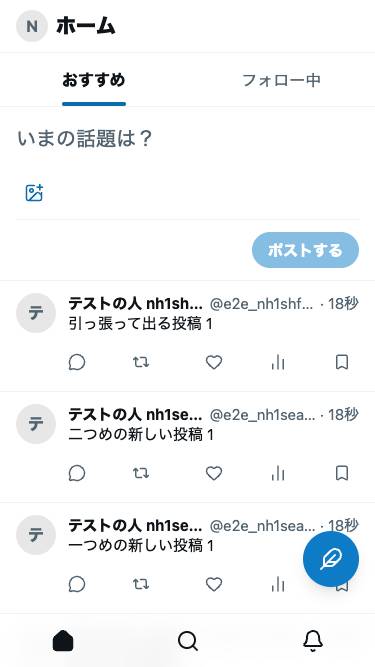 N ホーム
おすすめ フォロー中
いまの話題は？
ポストする
テ テストの人 nh1sh... @e2e_nh1shf... · 18秒
引っ張って出る投稿 1
テ テストの人 nh1se... @e2e_nh1sea... · 18秒
二つめの新しい投稿 1
テ テストの人 nh1se... @e2e_nh1sea... · 18秒
一つめの新しい投稿 1